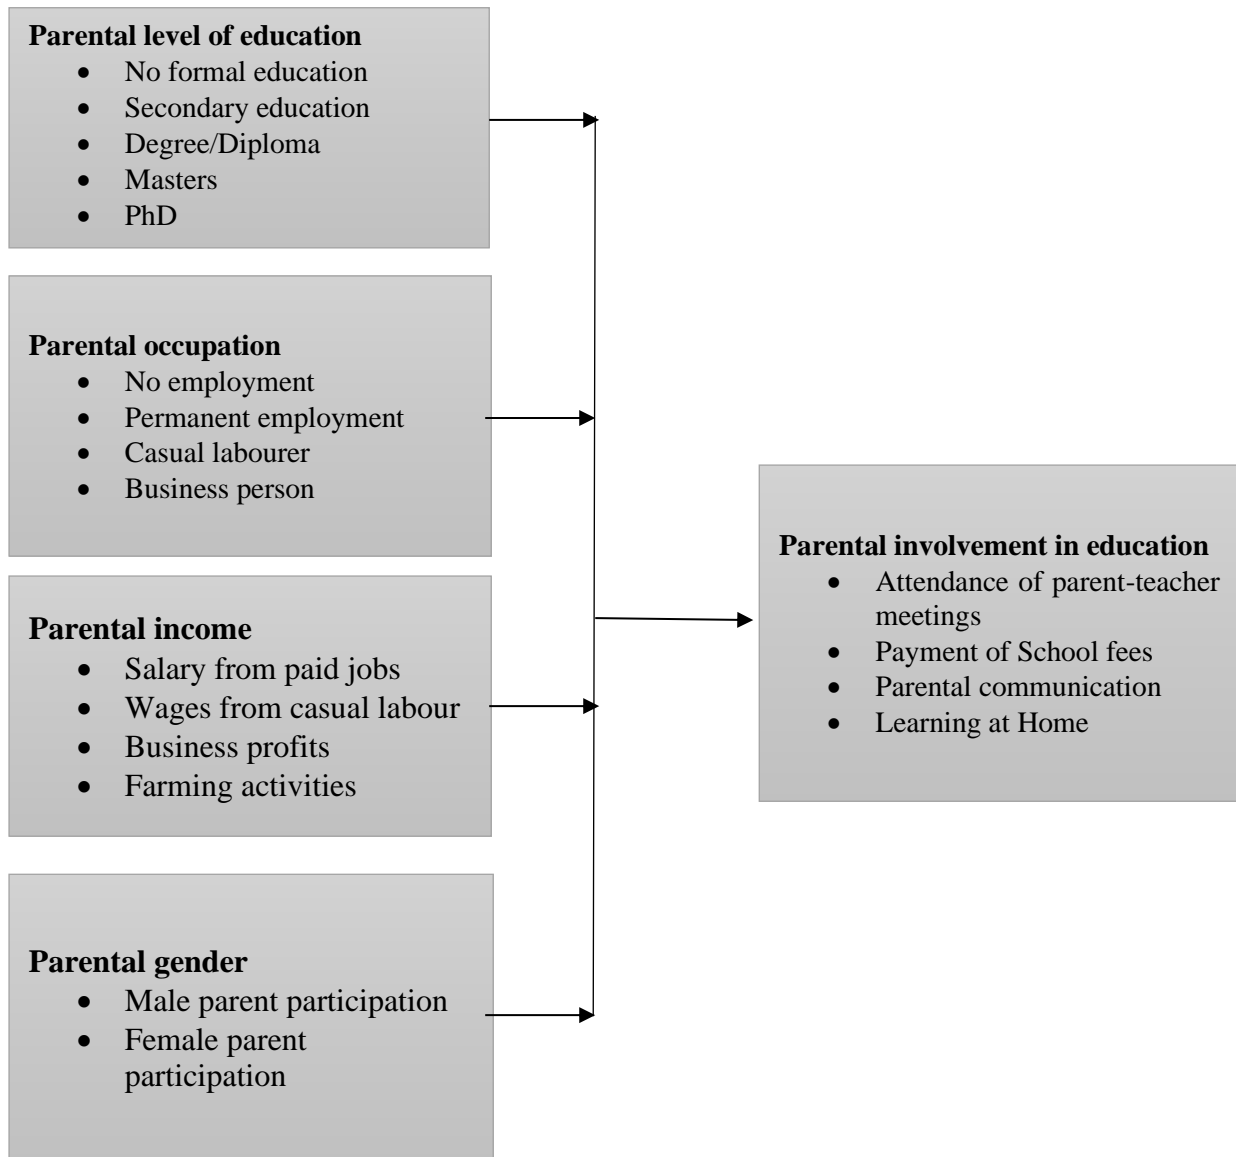 Parental level of education
• No formal education
• Secondary education
• Degree/Diploma
• Masters
• PhD
Parental occupation
• No employment
• Permanent employment
• Casual labourer
• Business person
Parental income
• Salary from paid jobs
• Wages from casual labour
• Business profits
• Farming activities
Parental gender
• Male parent participation
• Female parent
participation
Parental involvement in education
• Attendance of parent-teacher
meetings
• Payment of School fees
• Parental communication
• Learning at Home